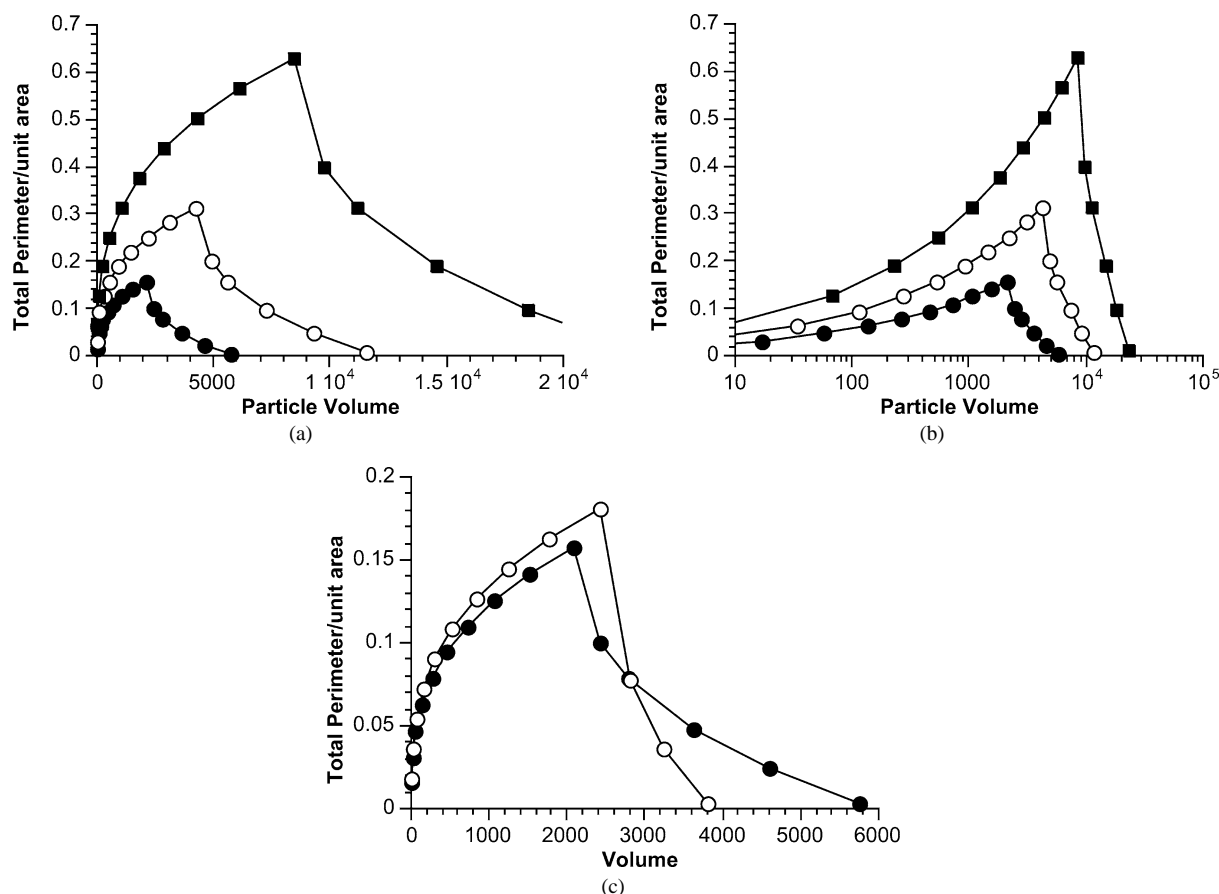 0.7
0.6
0.5
0.4
0.3
0.2
0.1
0
Total Perimeter/unit area
0 5000 1 10⁴ 1.5 10⁴ 2 10⁴
Particle Volume
(a)
0.7
0.6
0.5
0.4
0.3
0.2
0.1
0
Total Perimeter/unit area
10 100 1000 10⁴ 10⁵
Particle Volume
(b)
0.2
0.15
0.1
0.05
0
Total Perimeter/unit area
0 1000 2000 3000 4000 5000 6000
Volume
(c)